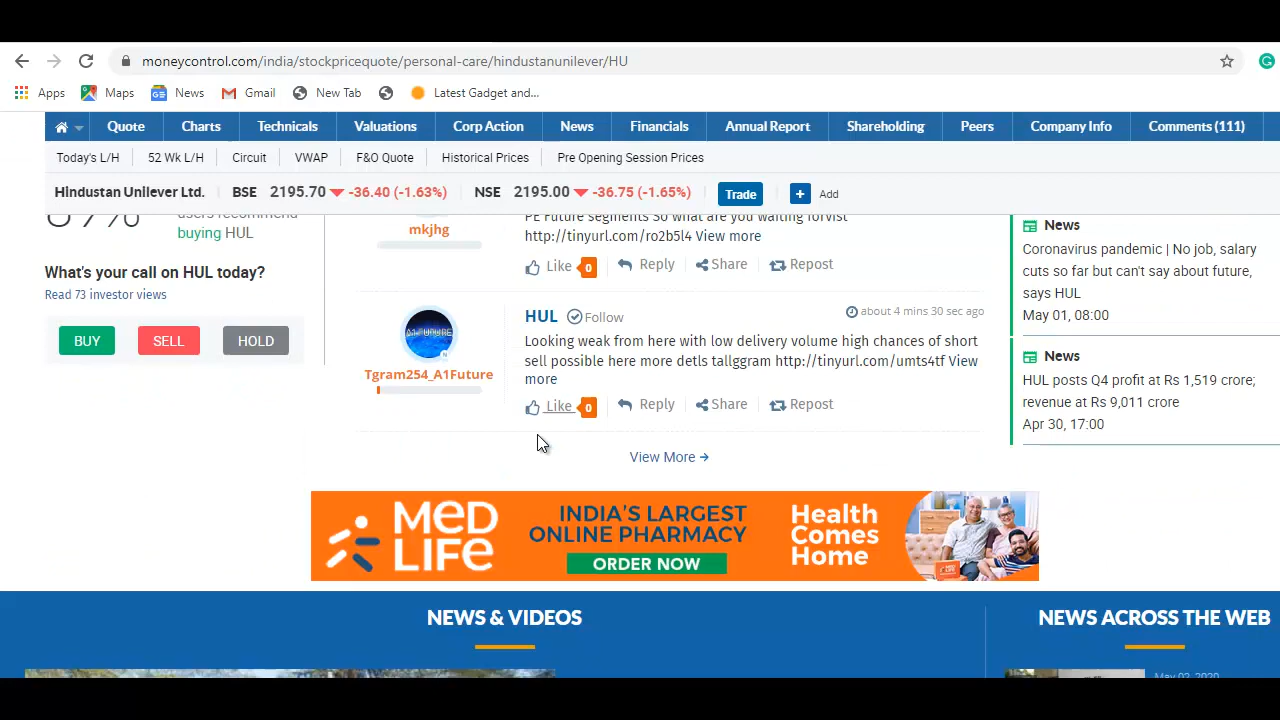 moneycontrol.com/india/stockpricequote/personal-care/hindustanunilever/HU
Apps Maps News Gmail New Tab Latest Gadget and...
Quote Charts Technicals Valuations Corp Action News Financials Annual Report Shareholding Peers Company Info Comments (111)
Today's L/H 52 Wk L/H Circuit VWAP F&O Quote Historical Prices Pre Opening Session Prices
Hindustan Unilever Ltd. BSE 2195.70 -36.40 (-1.63%) NSE 2195.00 -36.75 (-1.65%) Trade + Add
users recommend
buying HUL
What's your call on HUL today?
Read 73 investor views
BUY SELL HOLD
mkjhg
PE Future segments So what are you waiting forvist
http://tinyurl.com/ro2b5l4 View more
Like 0 Reply Share Repost
A1 FUTURE
N
Tgram254_A1Future
HUL Follow about 4 mins 30 sec ago
Looking weak from here with low delivery volume high chances of short
sell possible here more detls tallggram http://tinyurl.com/umts4tf View
more
Like 0 Reply Share Repost
View More
News
Coronavirus pandemic | No job, salary
cuts so far but can't say about future,
says HUL
May 01, 08:00
News
HUL posts Q4 profit at Rs 1,519 crore;
revenue at Rs 9,011 crore
Apr 30, 17:00
MED
LIFE
INDIA'S LARGEST
ONLINE PHARMACY
ORDER NOW
Health
Comes
Home
NEWS & VIDEOS
NEWS ACROSS THE WEB
May 02, 2020